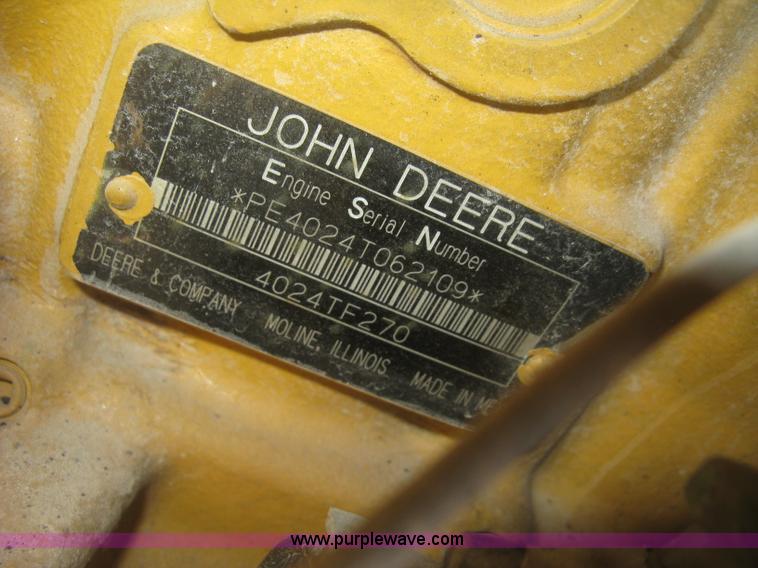 JOHN DEERE
Engine Serial Number
*PE4024T062109*
4024TF270
DEERE & COMPANY MOLINE, ILLINOIS MADE IN
www.purplewave.com